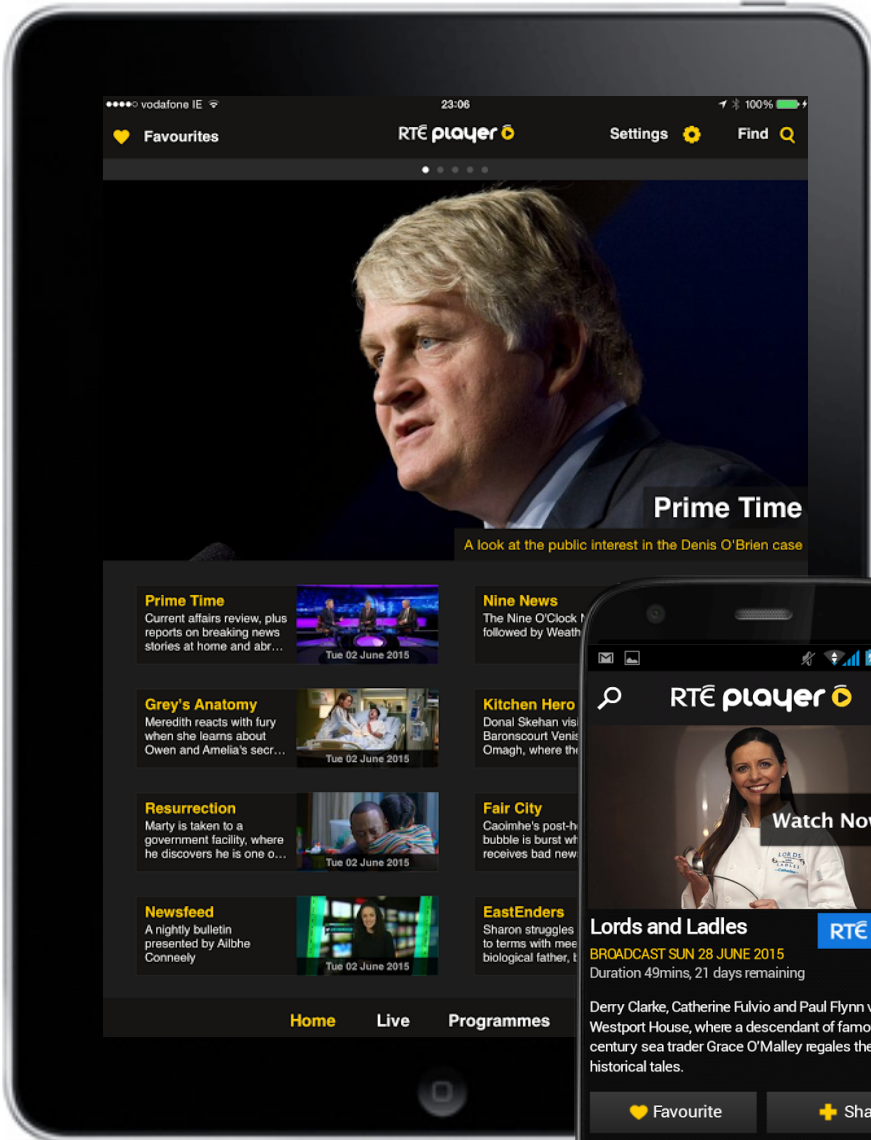 vodafone IE
23:06
100%
Favourites
RTÉ player
Settings
Find
Prime Time
A look at the public interest in the Denis O'Brien case
Prime Time
Current affairs review, plus
reports on breaking news
stories at home and abr...
Tue 02 June 2015
Nine News
The Nine O'Clock
followed by Weath
Grey's Anatomy
Meredith reacts with fury
when she learns about
Owen and Amelia's secr...
Tue 02 June 2015
Kitchen Hero
Donal Skehan visi
Baronscourt Venis
Omagh, where the
Resurrection
Marty is taken to a
government facility, where
he discovers he is one o...
Tue 02 June 2015
Fair City
Caoimhe's post-h
bubble is burst wh
receives bad new
Newsfeed
A nightly bulletin
presented by Ailbhe
Conneely
Tue 02 June 2015
EastEnders
Sharon struggles
to terms with mee
biological father, b
Home
Live
Programmes
RTÉ player
Watch Now
LORDS
LADLES
Lords and Ladles
RTÉ
BROADCAST SUN 28 JUNE 2015
Duration 49mins, 21 days remaining
Derry Clarke, Catherine Fulvio and Paul Flynn v
Westport House, where a descendant of famo
century sea trader Grace O'Malley regales the
historical tales.
Favourite
Sha